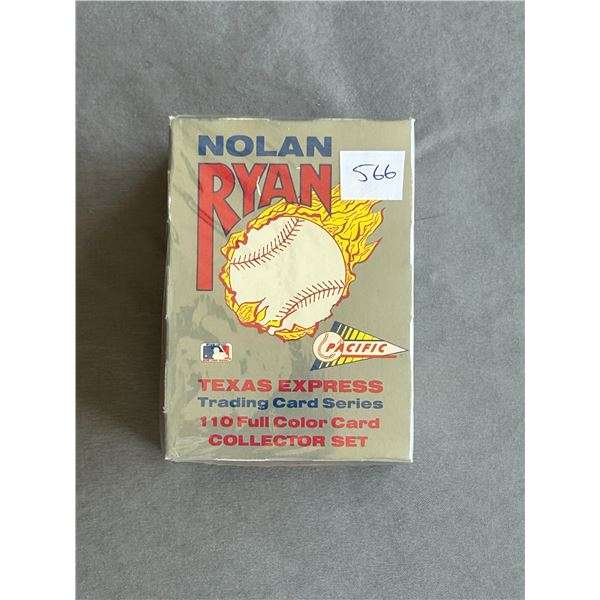 NOLAN
RYAN
566
PACIFIC
TEXAS EXPRESS
Trading Card Series
110 Full Color Card
COLLECTOR SET